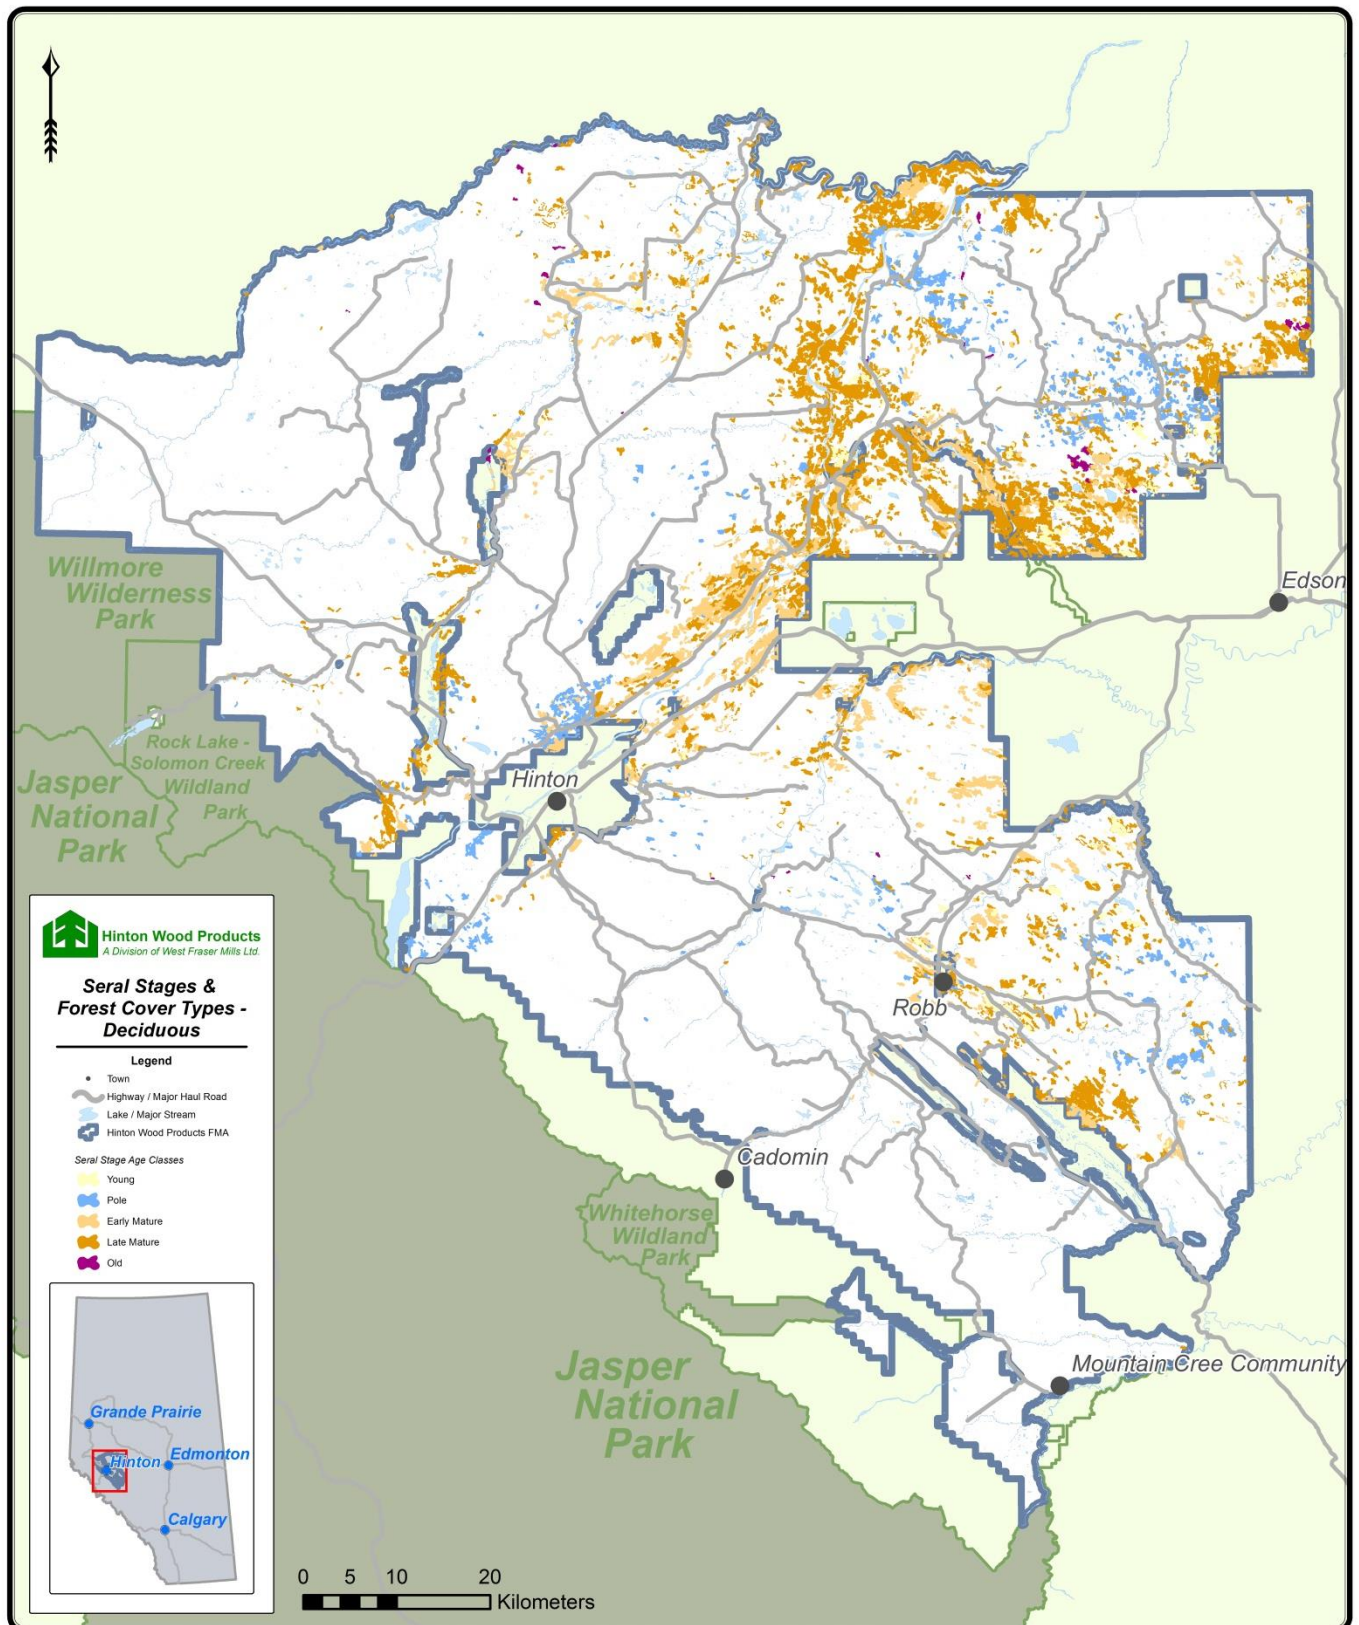 Edson
Willmore
Wilderness
Park
Rock Lake -
Solomon Creek
Wildland
Park
Jasper
National
Park
Hinton
Robb
Cadomin
Whitehorse
Wildland
Park
Jasper
National
Park
Mountain Cree Community
Hinton Wood Products
A Division of West Fraser Mills Ltd.
Seral Stages &
Forest Cover Types -
Deciduous
Legend
Town
Highway / Major Haul Road
Lake / Major Stream
Hinton Wood Products FMA
Seral Stage Age Classes
Young
Pole
Early Mature
Late Mature
Old
Grande Prairie
Edmonton
Hinton
Calgary
0 5 10 20
Kilometers